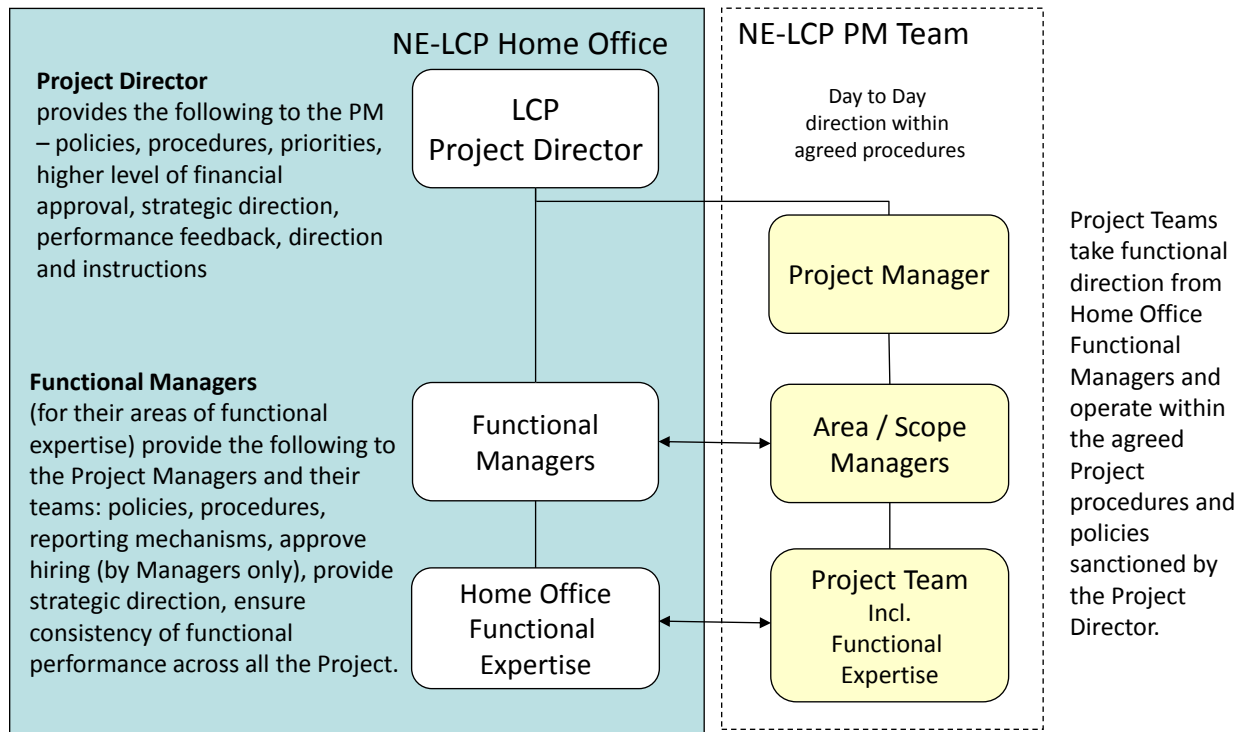 NE-LCP Home Office
Project Director
provides the following to the PM
– policies, procedures, priorities,
higher level of financial
approval, strategic direction,
performance feedback, direction
and instructions
LCP
Project Director
Functional Managers
(for their areas of functional
expertise) provide the following to
the Project Managers and their
teams: policies, procedures,
reporting mechanisms, approve
hiring (by Managers only), provide
strategic direction, ensure
consistency of functional
performance across all the Project.
Functional
Managers
Home Office
Functional
Expertise
NE-LCP PM Team
Day to Day
direction within
agreed procedures
Project Manager
Area / Scope
Managers
Project Team
Incl.
Functional
Expertise
Project Teams
take functional
direction from
Home Office
Functional
Managers and
operate within
the agreed
Project
procedures and
policies
sanctioned by
the Project
Director.